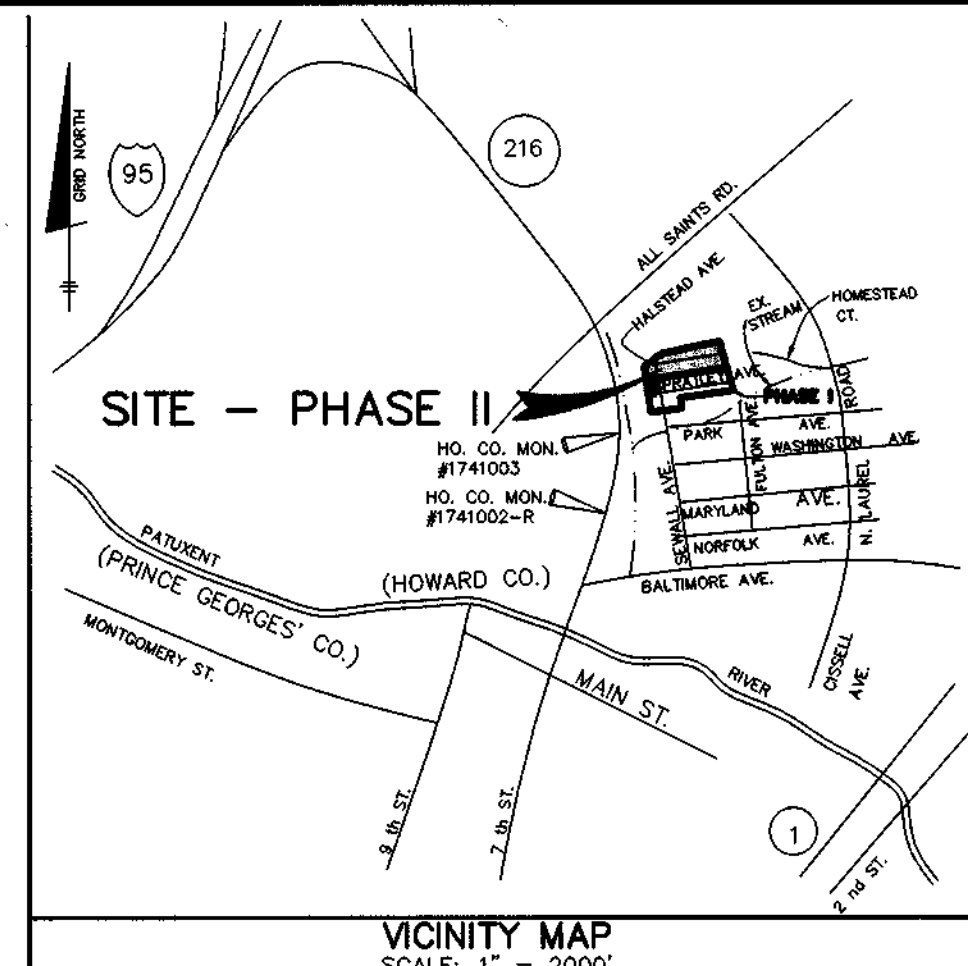 GRID NORTH
95
216
ALL SAINTS RD.
HALSTEAD AVE.
EX.
STREAM
HOMESTEAD
CT.
SITE - PHASE II
PRATLEY AVE.
PHASE I
HO. CO. MON.
#1741003
HO. CO. MON.
#1741002-R
PARK AVE.
FULTON AVE
WASHINGTON AVE.
SEWALL AVE.
MARYLAND AVE.
NORFOLK AVE.
N. LAUREL ROAD
BALTIMORE AVE.
PATUXENT RIVER
(PRINCE GEORGES' CO.)
(HOWARD CO.)
MONTGOMERY ST.
MAIN ST.
CISSELL
AVE.
9 th ST.
7 th ST.
1
2 nd ST.
VICINITY MAP
SCALE: 1" = 2000'